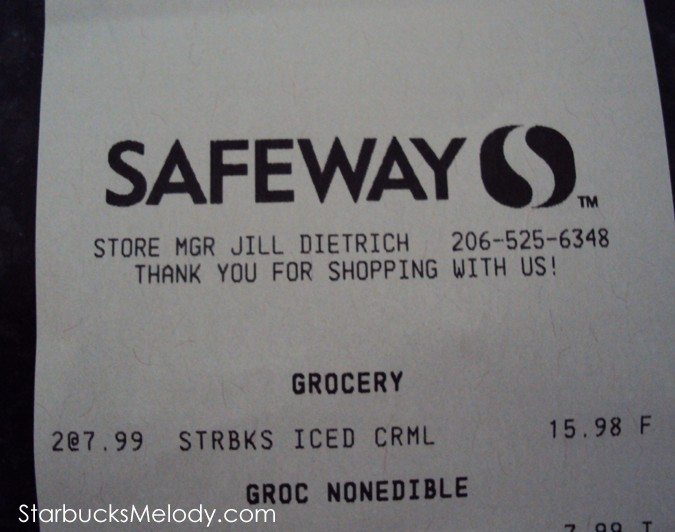 SAFEWAY ™
STORE MGR JILL DIETRICH 206-525-6348
THANK YOU FOR SHOPPING WITH US!
GROCERY
2@7.99 STRBKS ICED CRML 15.98 F
GROC NONEDIBLE
StarbucksMelody.com